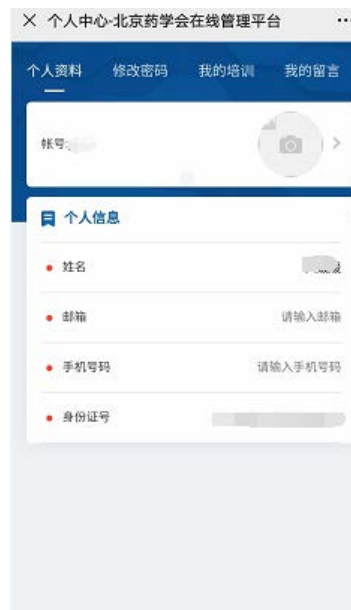 × 个人中心-北京药学会在线管理平台 ···
个人资料 修改密码 我的培训 我的留言
帐号:
个人信息
姓名
邮箱 请输入邮箱
手机号码 请输入手机号码
身份证号